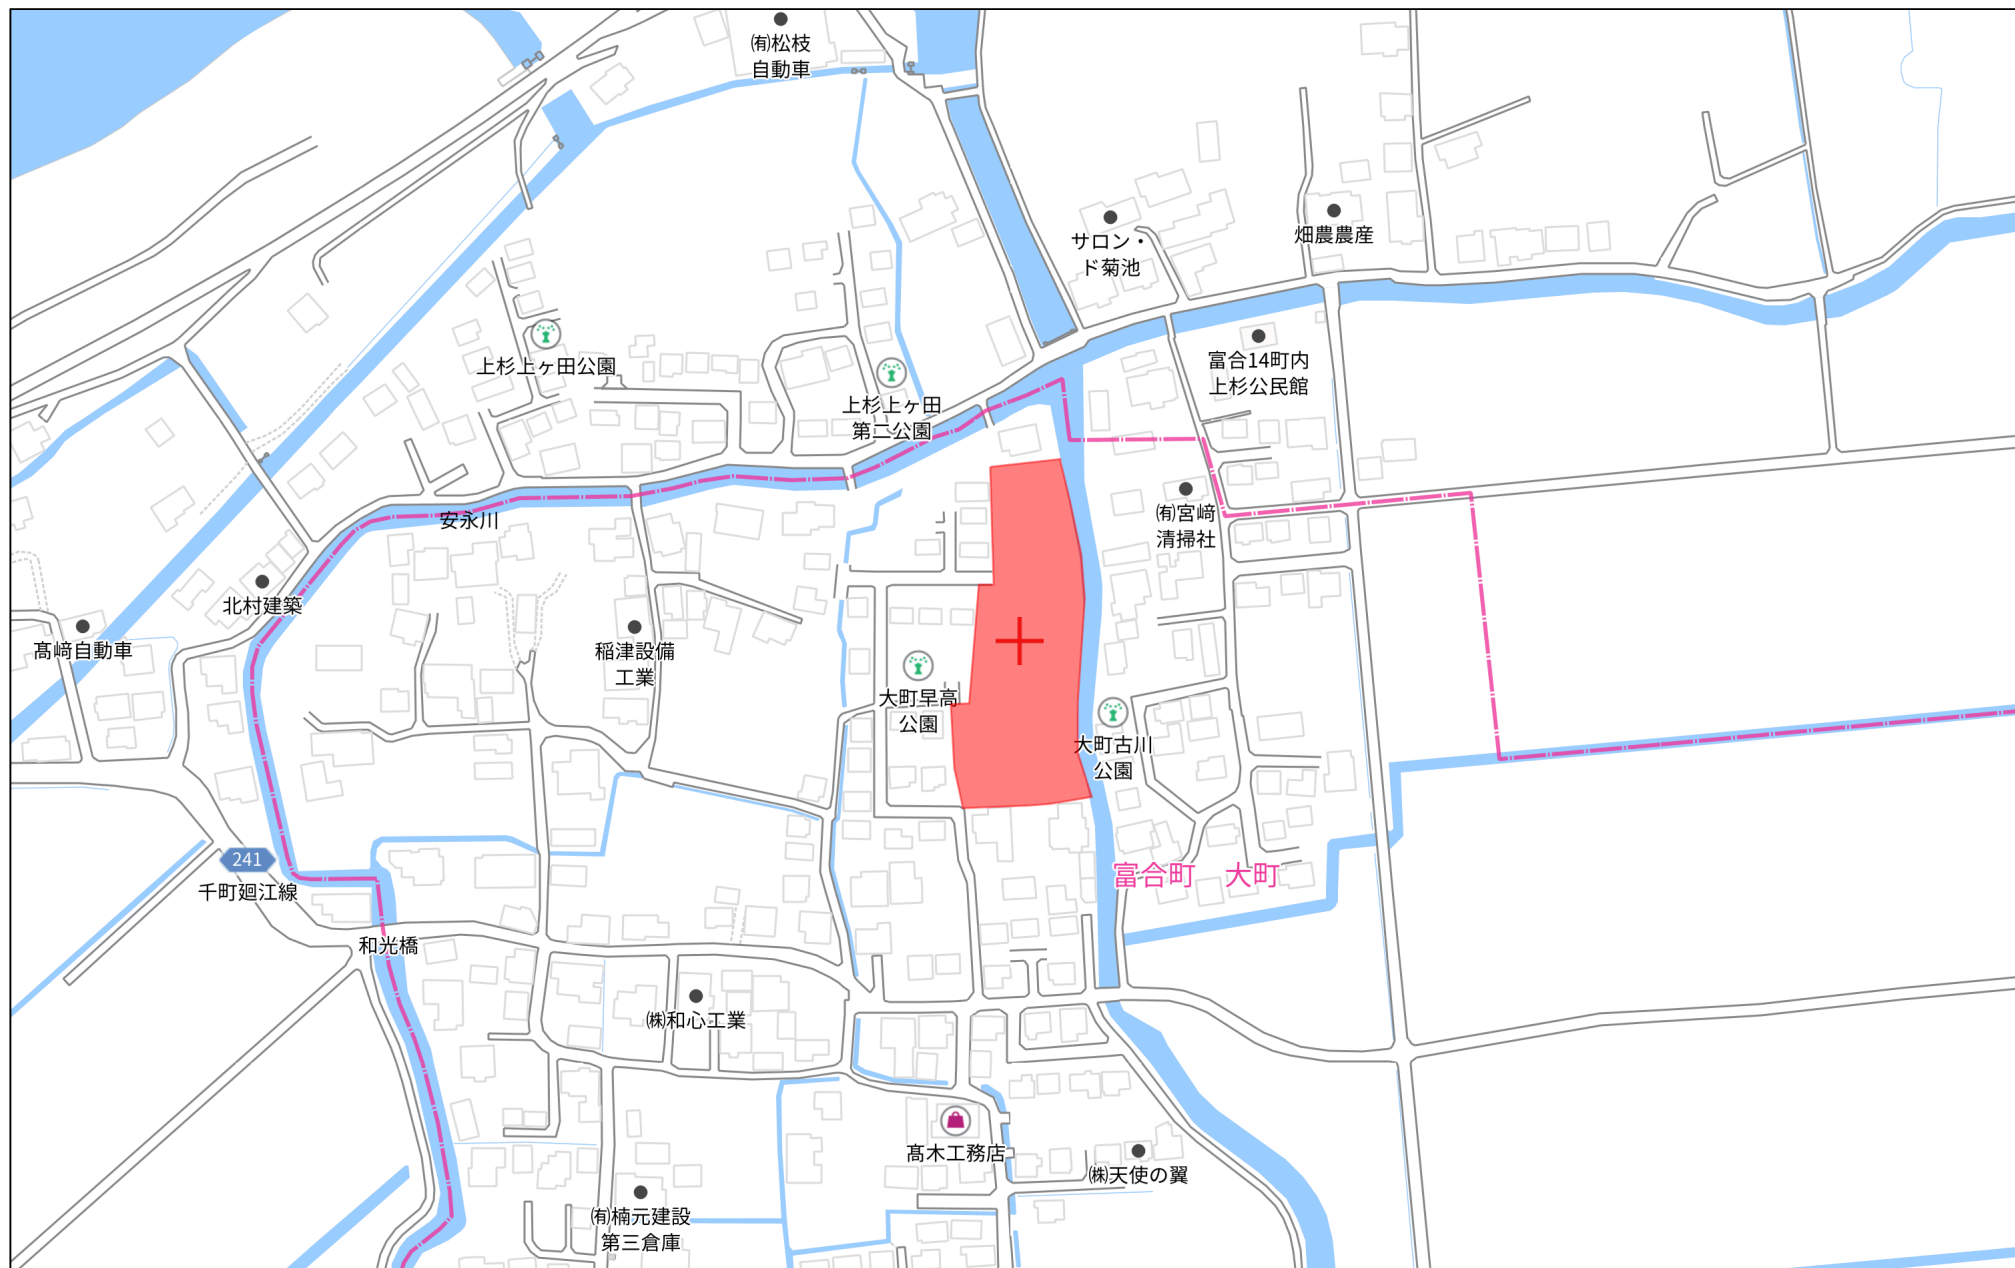 ㈲松枝
自動車
サロン・
ド菊池
畑農農産
上杉上ヶ田公園
富合14町内
上杉公民館
上杉上ヶ田
第二公園
安永川
㈲宮﨑
清掃社
北村建築
髙﨑自動車
稲津設備
工業
大町早高
公園
大町古川
公園
241
千町廻江線
富合町 大町
和光橋
㈱和心工業
髙木工務店
㈱天使の翼
㈲楠元建設
第三倉庫